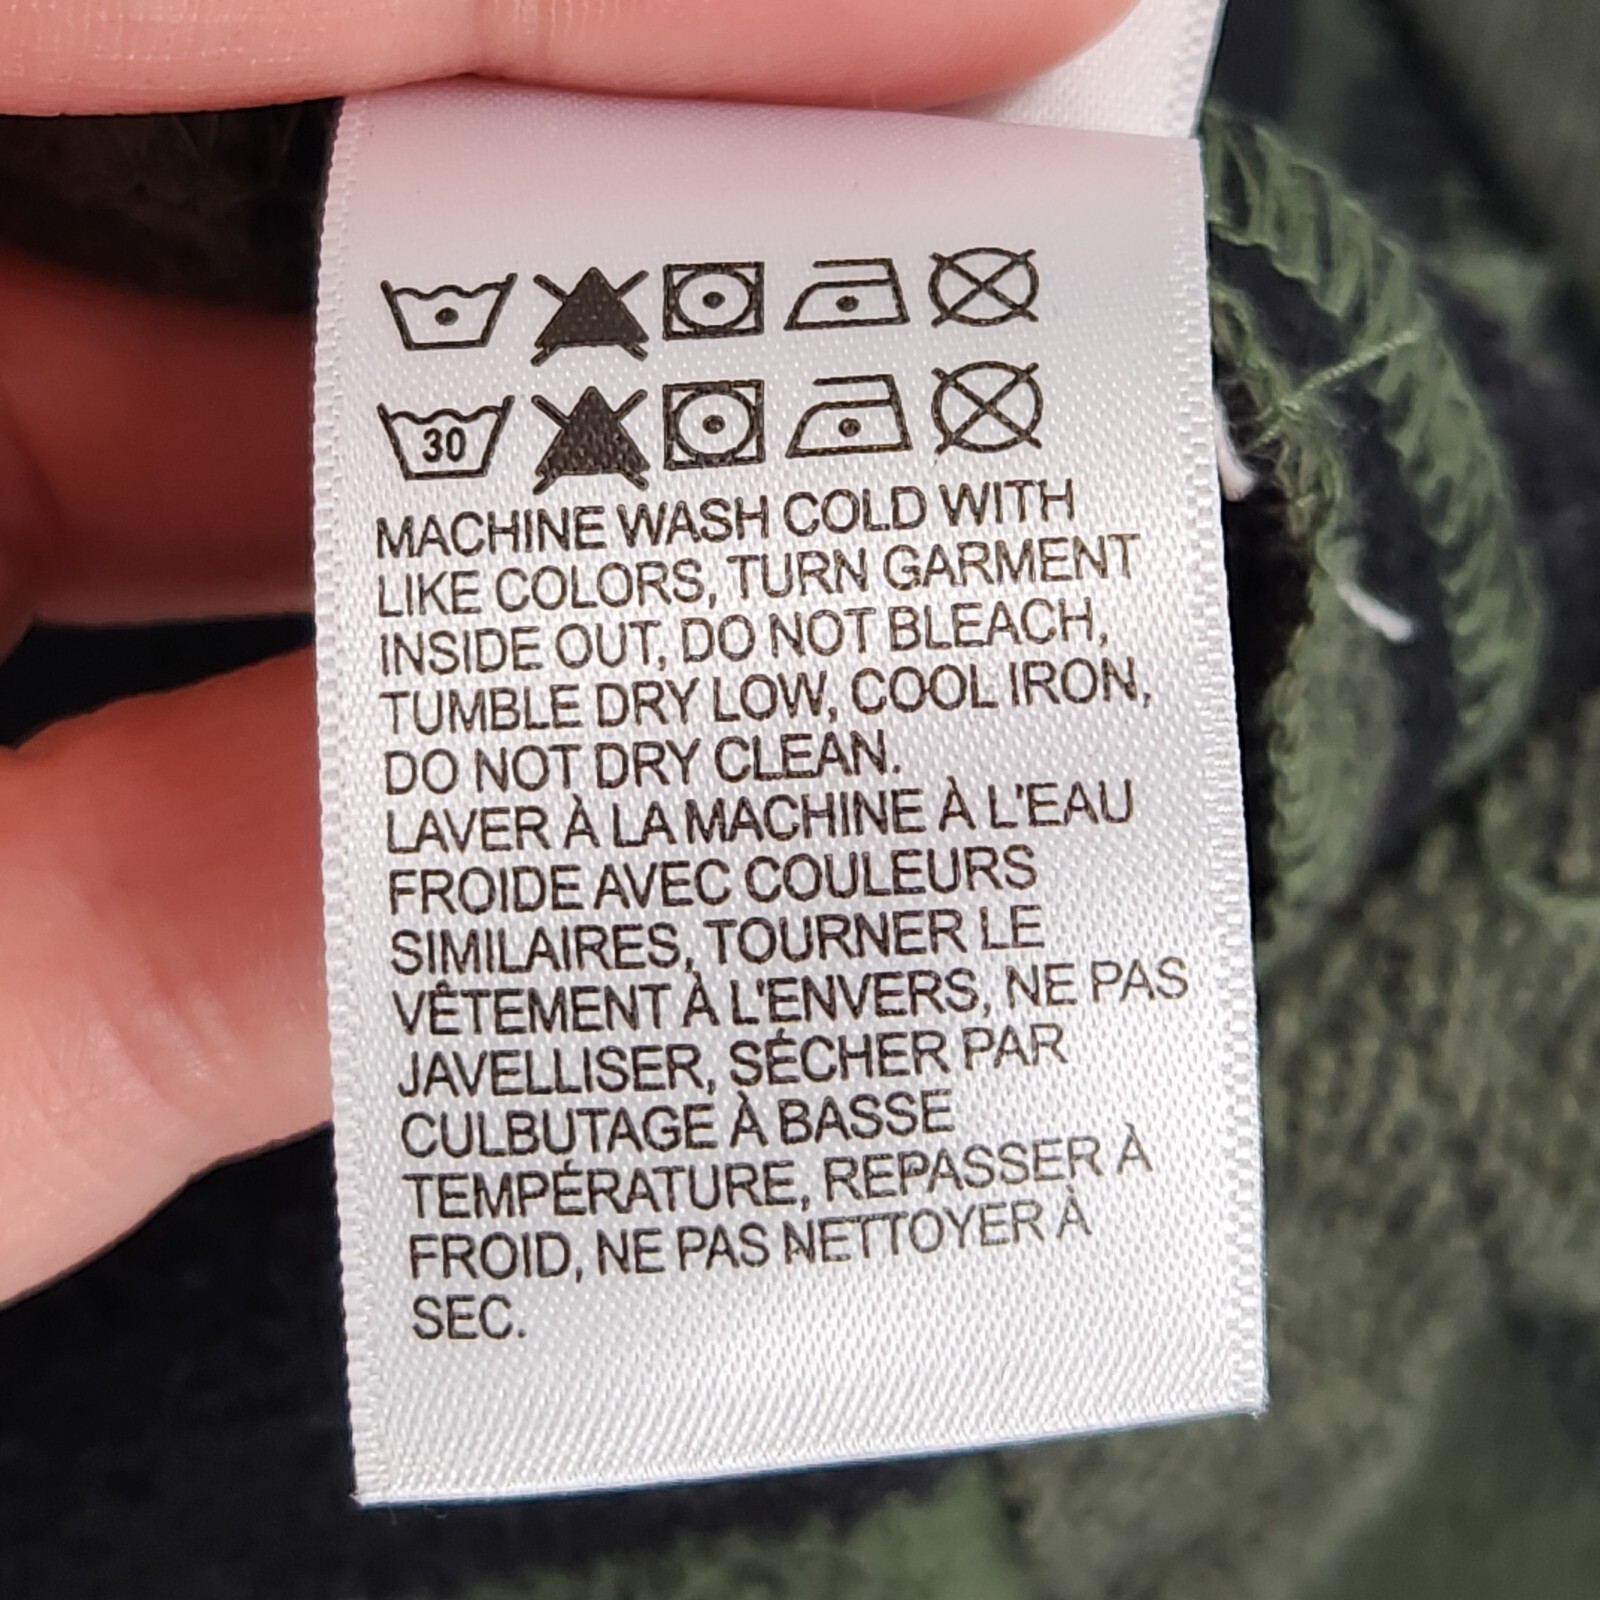 30
MACHINE WASH COLD WITH
LIKE COLORS, TURN GARMENT
INSIDE OUT, DO NOT BLEACH,
TUMBLE DRY LOW, COOL IRON,
DO NOT DRY CLEAN.
LAVER À LA MACHINE À L'EAU
FROIDE AVEC COULEURS
SIMILAIRES, TOURNER LE
VÊTEMENT À L'ENVERS, NE PAS
JAVELLISER, SÉCHER PAR
CULBUTAGE À BASSE
TEMPÉRATURE, REPASSER À
FROID, NE PAS NETTOYER À
SEC.